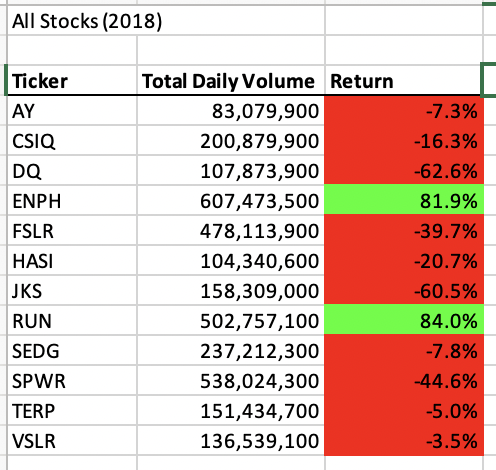 All Stocks (2018)
Ticker Total Daily Volume Return
AY 83,079,900 -7.3%
CSIQ 200,879,900 -16.3%
DQ 107,873,900 -62.6%
ENPH 607,473,500 81.9%
FSLR 478,113,900 -39.7%
HASI 104,340,600 -20.7%
JKS 158,309,000 -60.5%
RUN 502,757,100 84.0%
SEDG 237,212,300 -7.8%
SPWR 538,024,300 -44.6%
TERP 151,434,700 -5.0%
VSLR 136,539,100 -3.5%